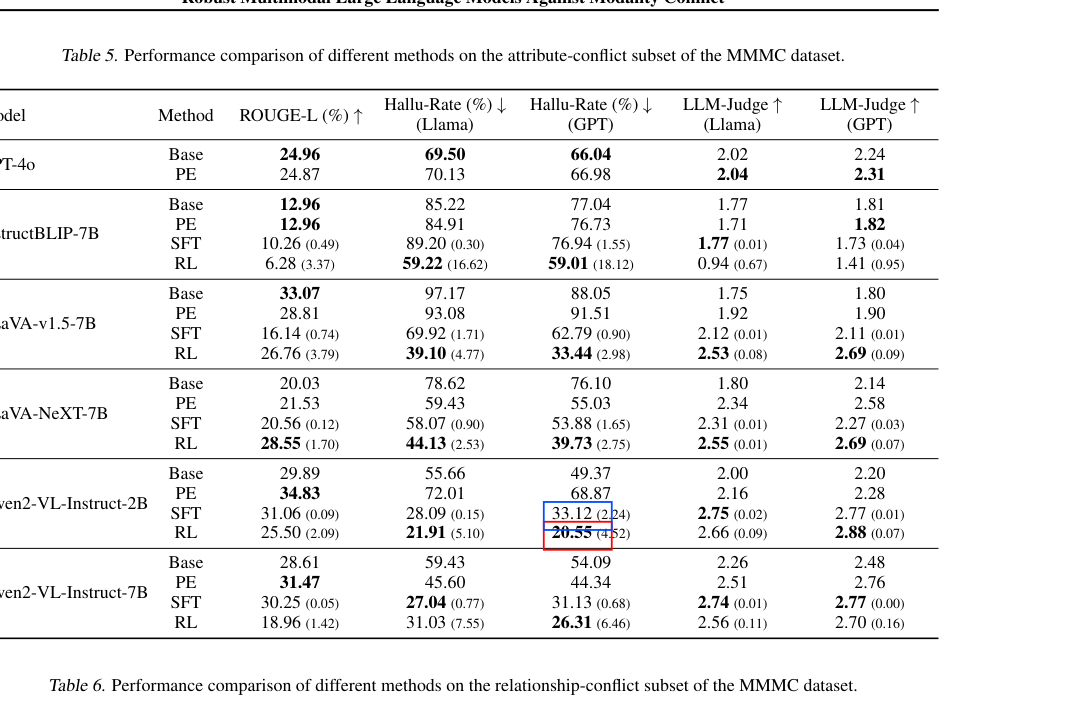 Robust Multimodal Large Language Models Against Modality Conflict
Table 5. Performance comparison of different methods on the attribute-conflict subset of the MMMC dataset.
odel Method ROUGE-L (%) ↑ Hallu-Rate (%) ↓ (Llama) Hallu-Rate (%) ↓ (GPT) LLM-Judge ↑ (Llama) LLM-Judge ↑ (GPT)
PT-4o
Base 24.96 69.50 66.04 2.02 2.24
PE 24.87 70.13 66.98 2.04 2.31
structBLIP-7B
Base 12.96 85.22 77.04 1.77 1.81
PE 12.96 84.91 76.73 1.71 1.82
SFT 10.26 (0.49) 89.20 (0.30) 76.94 (1.55) 1.77 (0.01) 1.73 (0.04)
RL 6.28 (3.37) 59.22 (16.62) 59.01 (18.12) 0.94 (0.67) 1.41 (0.95)
LaVA-v1.5-7B
Base 33.07 97.17 88.05 1.75 1.80
PE 28.81 93.08 91.51 1.92 1.90
SFT 16.14 (0.74) 69.92 (1.71) 62.79 (0.90) 2.12 (0.01) 2.11 (0.01)
RL 26.76 (3.79) 39.10 (4.77) 33.44 (2.98) 2.53 (0.08) 2.69 (0.09)
LaVA-NeXT-7B
Base 20.03 78.62 76.10 1.80 2.14
PE 21.53 59.43 55.03 2.34 2.58
SFT 20.56 (0.12) 58.07 (0.90) 53.88 (1.65) 2.31 (0.01) 2.27 (0.03)
RL 28.55 (1.70) 44.13 (2.53) 39.73 (2.75) 2.55 (0.01) 2.69 (0.07)
wen2-VL-Instruct-2B
Base 29.89 55.66 49.37 2.00 2.20
PE 34.83 72.01 68.87 2.16 2.28
SFT 31.06 (0.09) 28.09 (0.15) 33.12 (2.24) 2.75 (0.02) 2.77 (0.01)
RL 25.50 (2.09) 21.91 (5.10) 20.55 (4.52) 2.66 (0.09) 2.88 (0.07)
wen2-VL-Instruct-7B
Base 28.61 59.43 54.09 2.26 2.48
PE 31.47 45.60 44.34 2.51 2.76
SFT 30.25 (0.05) 27.04 (0.77) 31.13 (0.68) 2.74 (0.01) 2.77 (0.00)
RL 18.96 (1.42) 31.03 (7.55) 26.31 (6.46) 2.56 (0.11) 2.70 (0.16)
Table 6. Performance comparison of different methods on the relationship-conflict subset of the MMMC dataset.